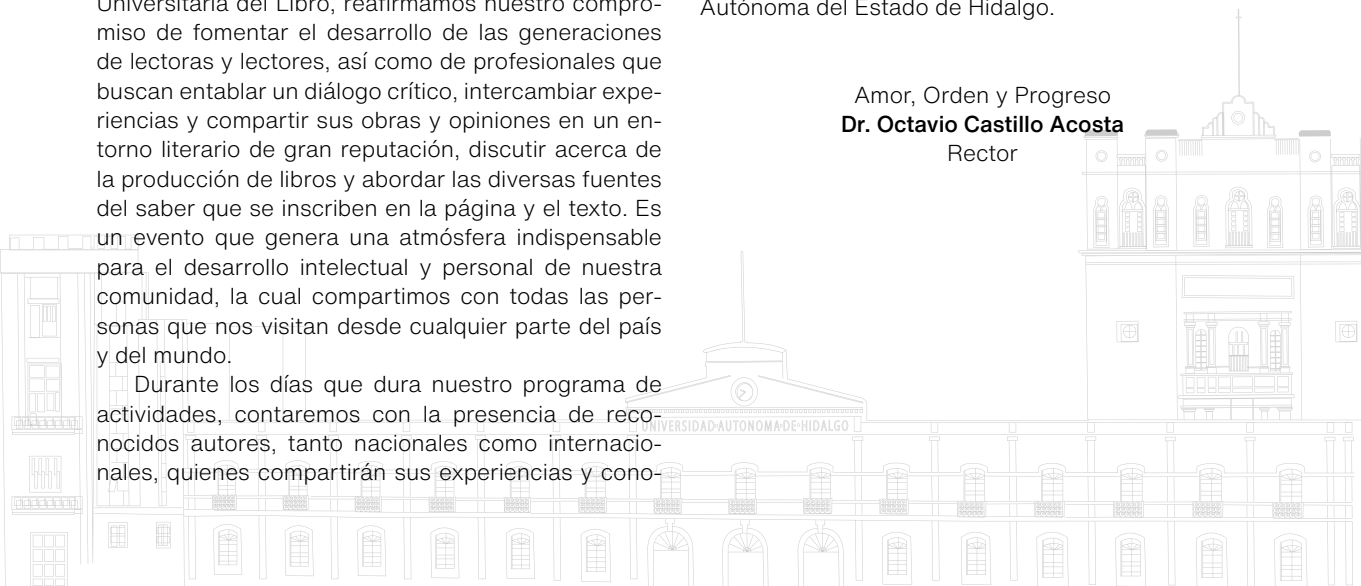 Universitaria del Libro, reafirmamos nuestro compro-
miso de fomentar el desarrollo de las generaciones
de lectoras y lectores, así como de profesionales que
buscan entablar un diálogo crítico, intercambiar expe-
riencias y compartir sus obras y opiniones en un en-
torno literario de gran reputación, discutir acerca de
la producción de libros y abordar las diversas fuentes
del saber que se inscriben en la página y el texto. Es
un evento que genera una atmósfera indispensable
para el desarrollo intelectual y personal de nuestra
comunidad, la cual compartimos con todas las per-
sonas que nos visitan desde cualquier parte del país
y del mundo.
Durante los días que dura nuestro programa de
actividades, contaremos con la presencia de reco-
nocidos autores, tanto nacionales como internacio-
nales, quienes compartirán sus experiencias y cono-
Autónoma del Estado de Hidalgo.
Amor, Orden y Progreso
Dr. Octavio Castillo Acosta
Rector
UNIVERSIDAD·AUTONOMA·DE·HIDALGO